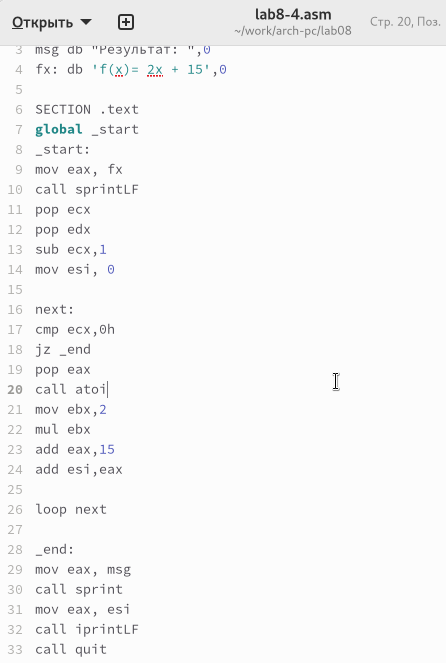 Открыть
lab8-4.asm
~/work/arch-pc/lab08
Стр. 20, Поз.
3 msg db "Результат: ",0
4 fx: db 'f(x)= 2x + 15',0
5
6 SECTION .text
7 global _start
8 _start:
9 mov eax, fx
10 call sprintLF
11 pop ecx
12 pop edx
13 sub ecx,1
14 mov esi, 0
15
16 next:
17 cmp ecx,0h
18 jz _end
19 pop eax
20 call atoi
21 mov ebx,2
22 mul ebx
23 add eax,15
24 add esi,eax
25
26 loop next
27
28 _end:
29 mov eax, msg
30 call sprint
31 mov eax, esi
32 call iprintLF
33 call quit